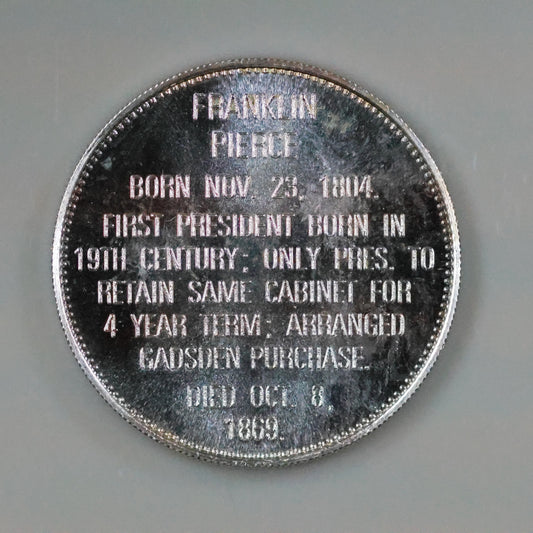 FRANKLIN
PIERCE
BORN NOV. 23, 1804.
FIRST PRESIDENT BORN IN
19TH CENTURY; ONLY PRES. TO
RETAIN SAME CABINET FOR
4 YEAR TERM; ARRANGED
GADSDEN PURCHASE.
DIED OCT. 8,
1869.